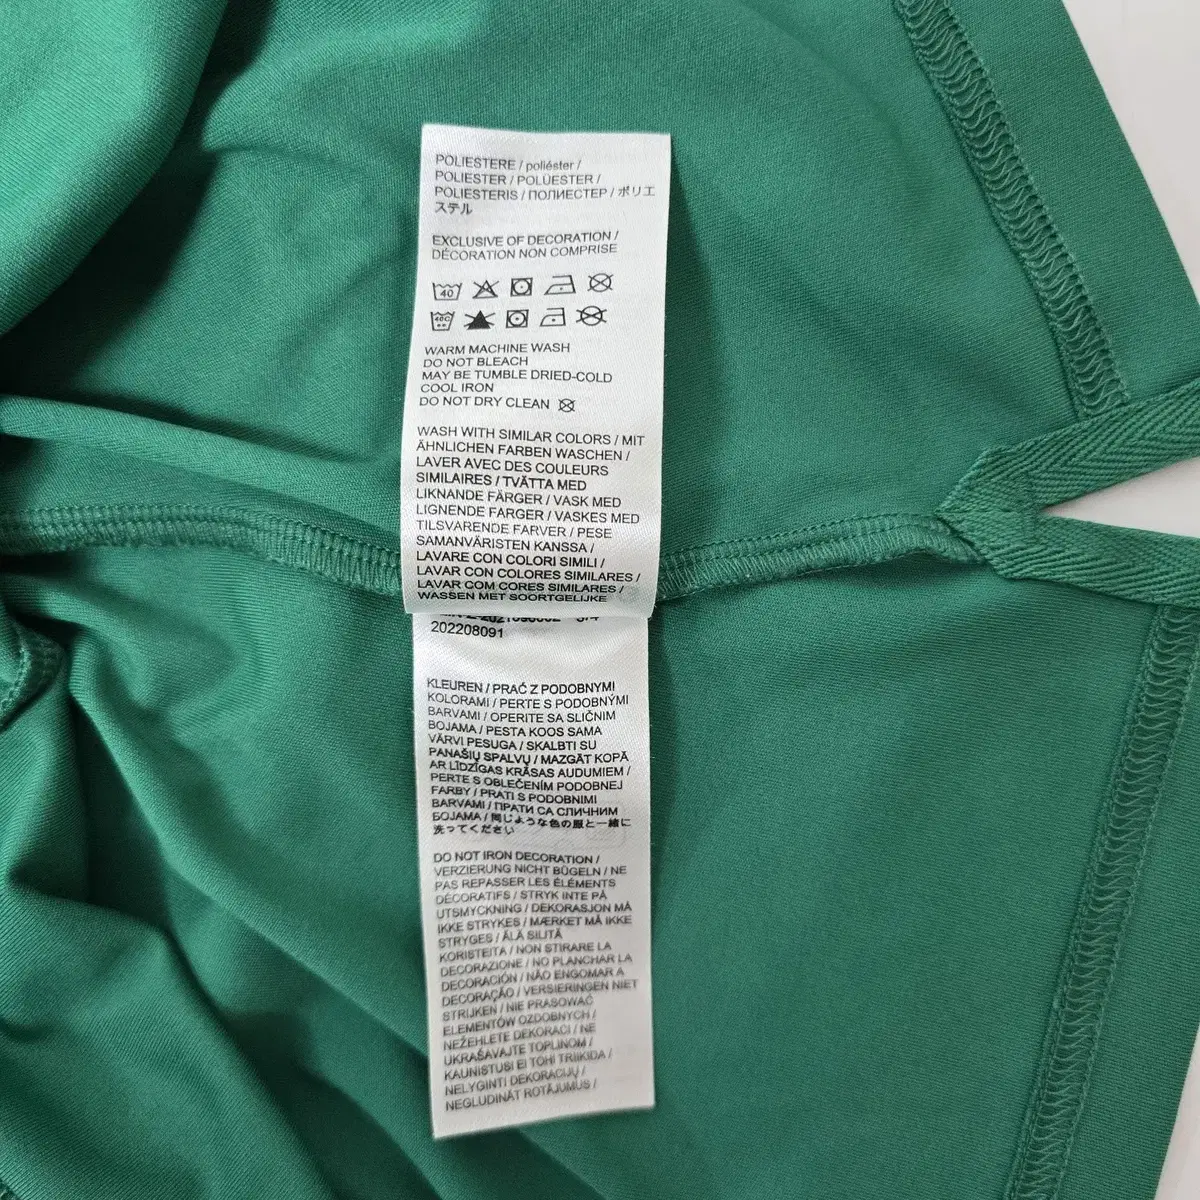 POLIESTERE / poliéster /
POLIESTER / POLÜESTER /
POLIESTERIS / ПОЛИЕСТЕР / ポリエ
ステル
EXCLUSIVE OF DECORATION /
DÉCORATION NON COMPRISE
40
40C
WARM MACHINE WASH
DO NOT BLEACH
MAY BE TUMBLE DRIED-COLD
COOL IRON
DO NOT DRY CLEAN
WASH WITH SIMILAR COLORS / MIT
ÄHNLICHEN FARBEN WASCHEN /
LAVER AVEC DES COULEURS
SIMILAIRES / TVÄTTA MED
LIKNANDE FÄRGER / VASK MED
LIGNENDE FARGER / VASKES MED
TILSVARENDE FARVER / PESE
SAMANVÄRISTEN KANSSA /
LAVARE CON COLORI SIMILI /
LAVAR CON COLORES SIMILARES /
LAVAR COM CORES SIMILARES /
WASSEN MET SOORTGELIJKE
202208091
KLEUREN / PRAĆ Z PODOBNYMI
KOLORAMI / PERTE S PODOBNÝMI
BARVAMI / OPERITE SA SLIČNIM
BOJAMA / PESTA KOOS SAMA
VÄRVI PESUGA / SKALBTI SU
PANAŠIŲ SPALVŲ / MAZGĀT KOPĀ
AR LĪDZĪGAS KRĀSAS AUDUMIEM /
PERTE S OBLEČENÍM PODOBNEJ
FARBY / PRATI S PODOBNIMI
BARVAMI / ПРАТИ СА СЛИЧНИМ
БОЈАМА / 同じような色の服と一緒に
洗ってください
DO NOT IRON DECORATION /
VERZIERUNG NICHT BÜGELN / NE
PAS REPASSER LES ÉLÉMENTS
DÉCORATIFS / STRYK INTE PÅ
UTSMYCKNING / DEKORASJON MÅ
IKKE STRYKES / MÆRKET MÅ IKKE
STRYGES / ÄLÄ SILITÄ
KORISTEITA / NON STIRARE LA
DECORAZIONE / NO PLANCHAR LA
DECORACIÓN / NÃO ENGOMAR A
DECORAÇÃO / VERSIERINGEN NIET
STRIJKEN / NIE PRASOWAĆ
ELEMENTÓW OZDOBNYCH /
NEŽEHLETE DEKORACI / NE
UKRAŠAVAJTE TOPLINOM /
KAUNISTUSI EI TOHI TRIIKIDA /
NELYGINTI DEKORACIJŲ /
NEGLUDINĀT ROTĀJUMUS /